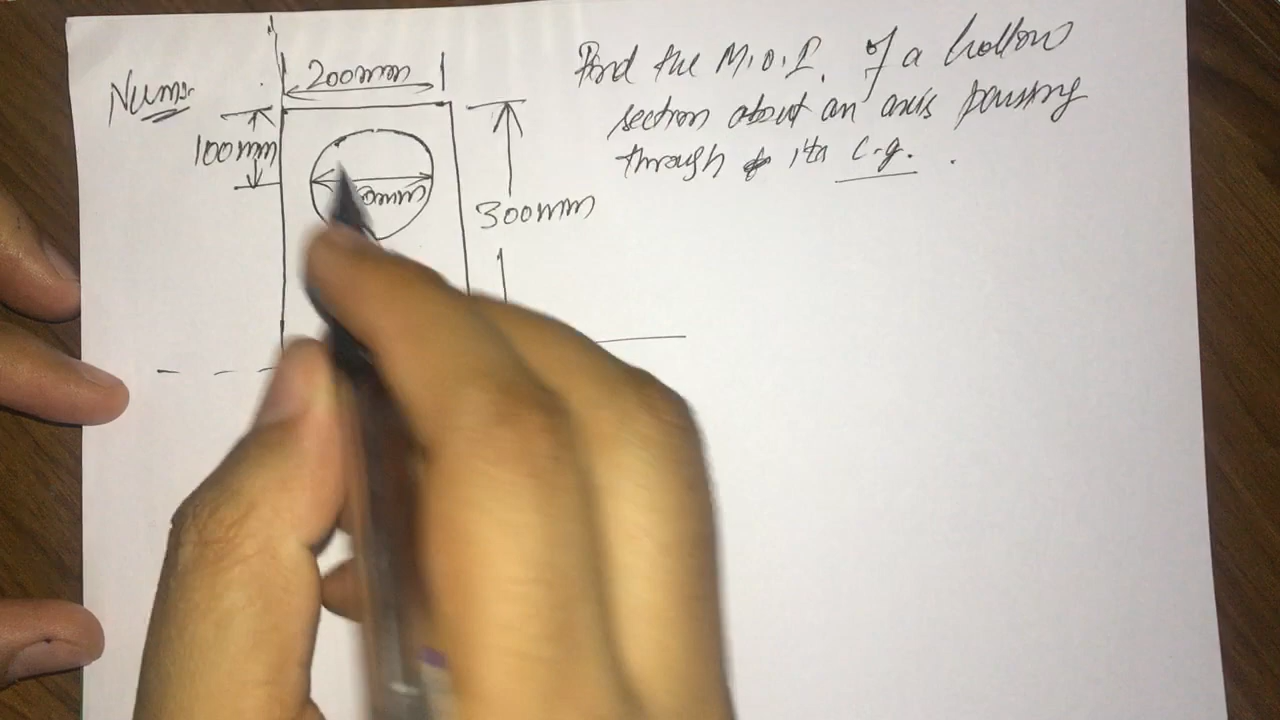 Num:
200mm
100mm
300mm
Find the M.O.I. of a hollow
section about an axis passing
through its C.g.